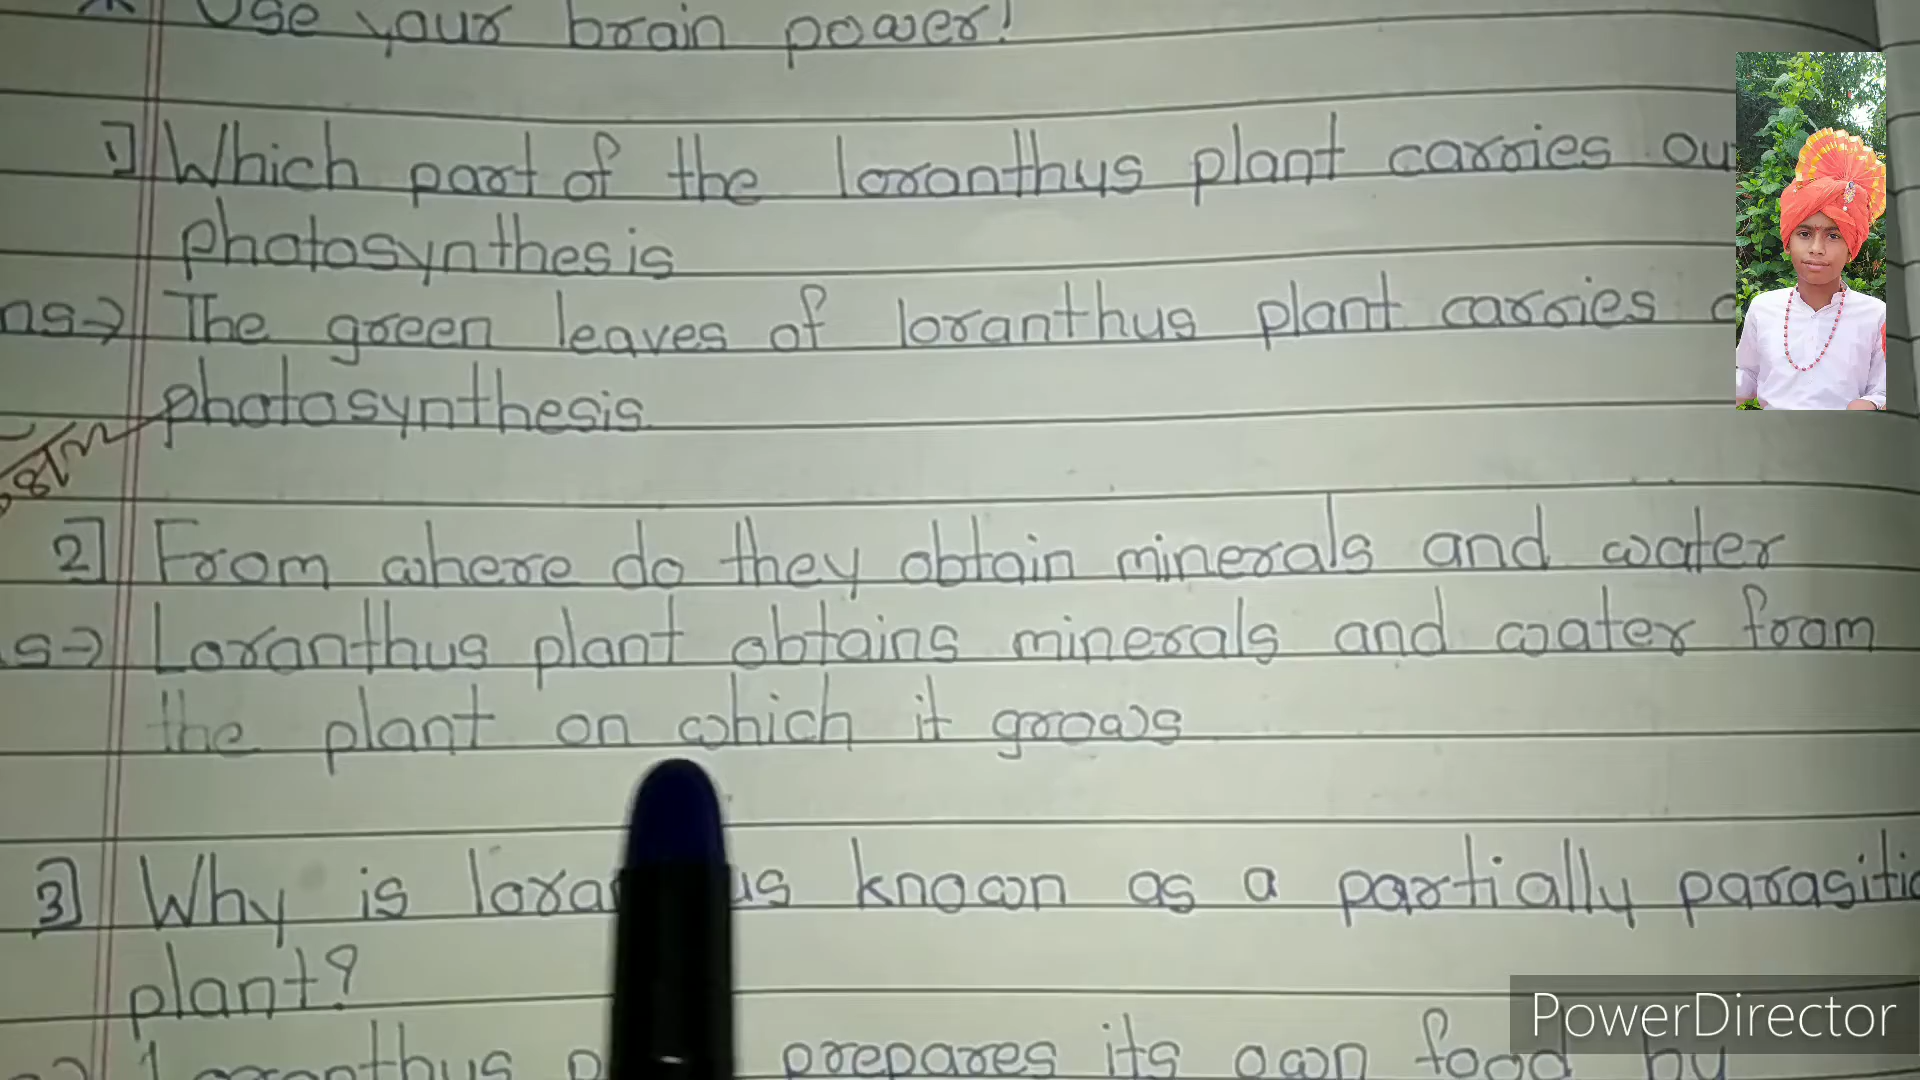 Use your brain power!
1] Which part of the loranthus plant carries ou
photosynthesis
ns→ The green leaves of loranthus plant carries
photosynthesis.
2] From where do they obtain minerals and water
s→ Loranthus plant obtains minerals and water from
the plant on which it grows
3] Why is known as a partially parasitic
plant?
Loranthus prepares its own food by
PowerDirector